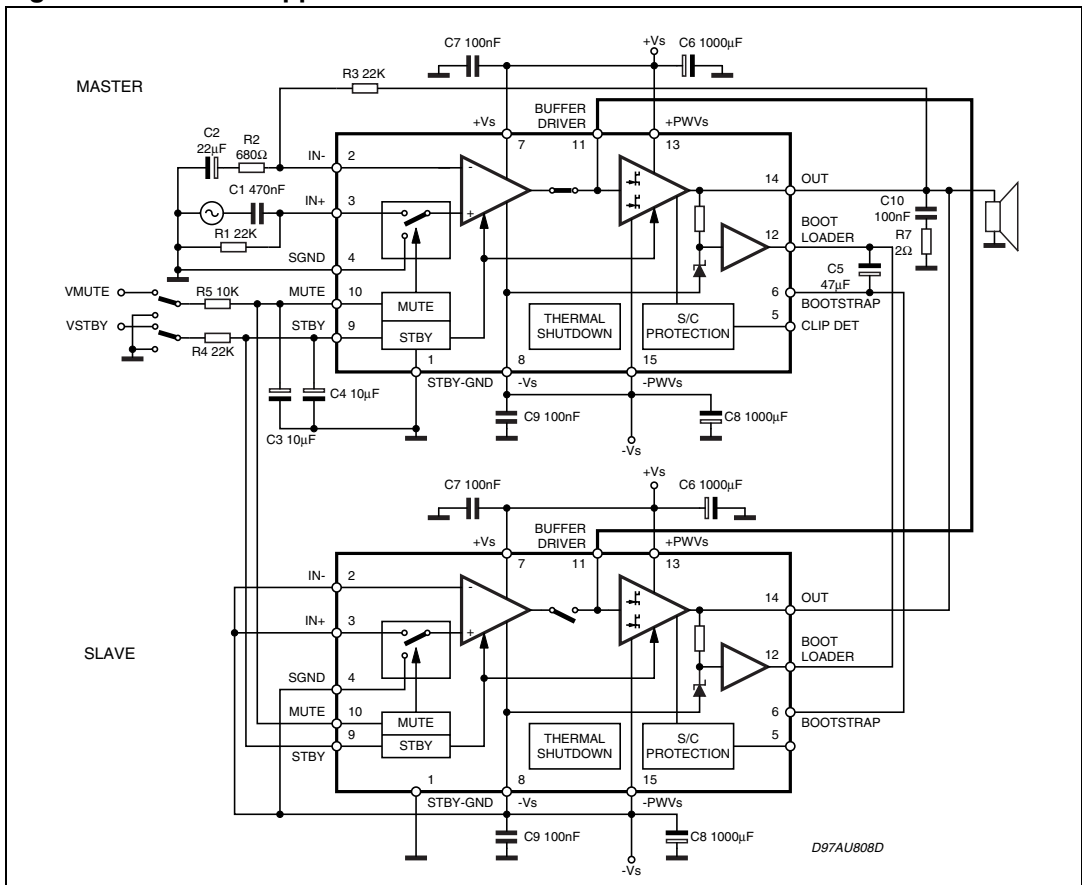 C7 100nF
+Vs
C6 1000μF
MASTER
R3 22K
BUFFER
DRIVER
+Vs
7
11
+PWVs
13
C2
22μF
R2
680Ω
IN-
2
-
14
OUT
C1 470nF
IN+
3
+
C10
100nF
R1 22K
12
BOOT
LOADER
R7
2Ω
SGND
4
C5
47μF
VMUTE
R5 10K
MUTE
10
MUTE
THERMAL
SHUTDOWN
S/C
PROTECTION
6
BOOTSTRAP
VSTBY
STBY
9
STBY
5
CLIP DET
R4 22K
1
8
15
STBY-GND
-Vs
-PWVs
C4 10μF
C3 10μF
C9 100nF
C8 1000μF
-Vs
+Vs
C7 100nF
C6 1000μF
BUFFER
DRIVER
+Vs
7
11
+PWVs
13
IN-
2
-
14
OUT
IN+
3
+
SLAVE
12
BOOT
LOADER
SGND
4
MUTE
10
MUTE
THERMAL
SHUTDOWN
S/C
PROTECTION
6
BOOTSTRAP
9
STBY
STBY
5
1
8
15
STBY-GND
-Vs
-PWVs
C9 100nF
C8 1000μF
-Vs
D97AU808D